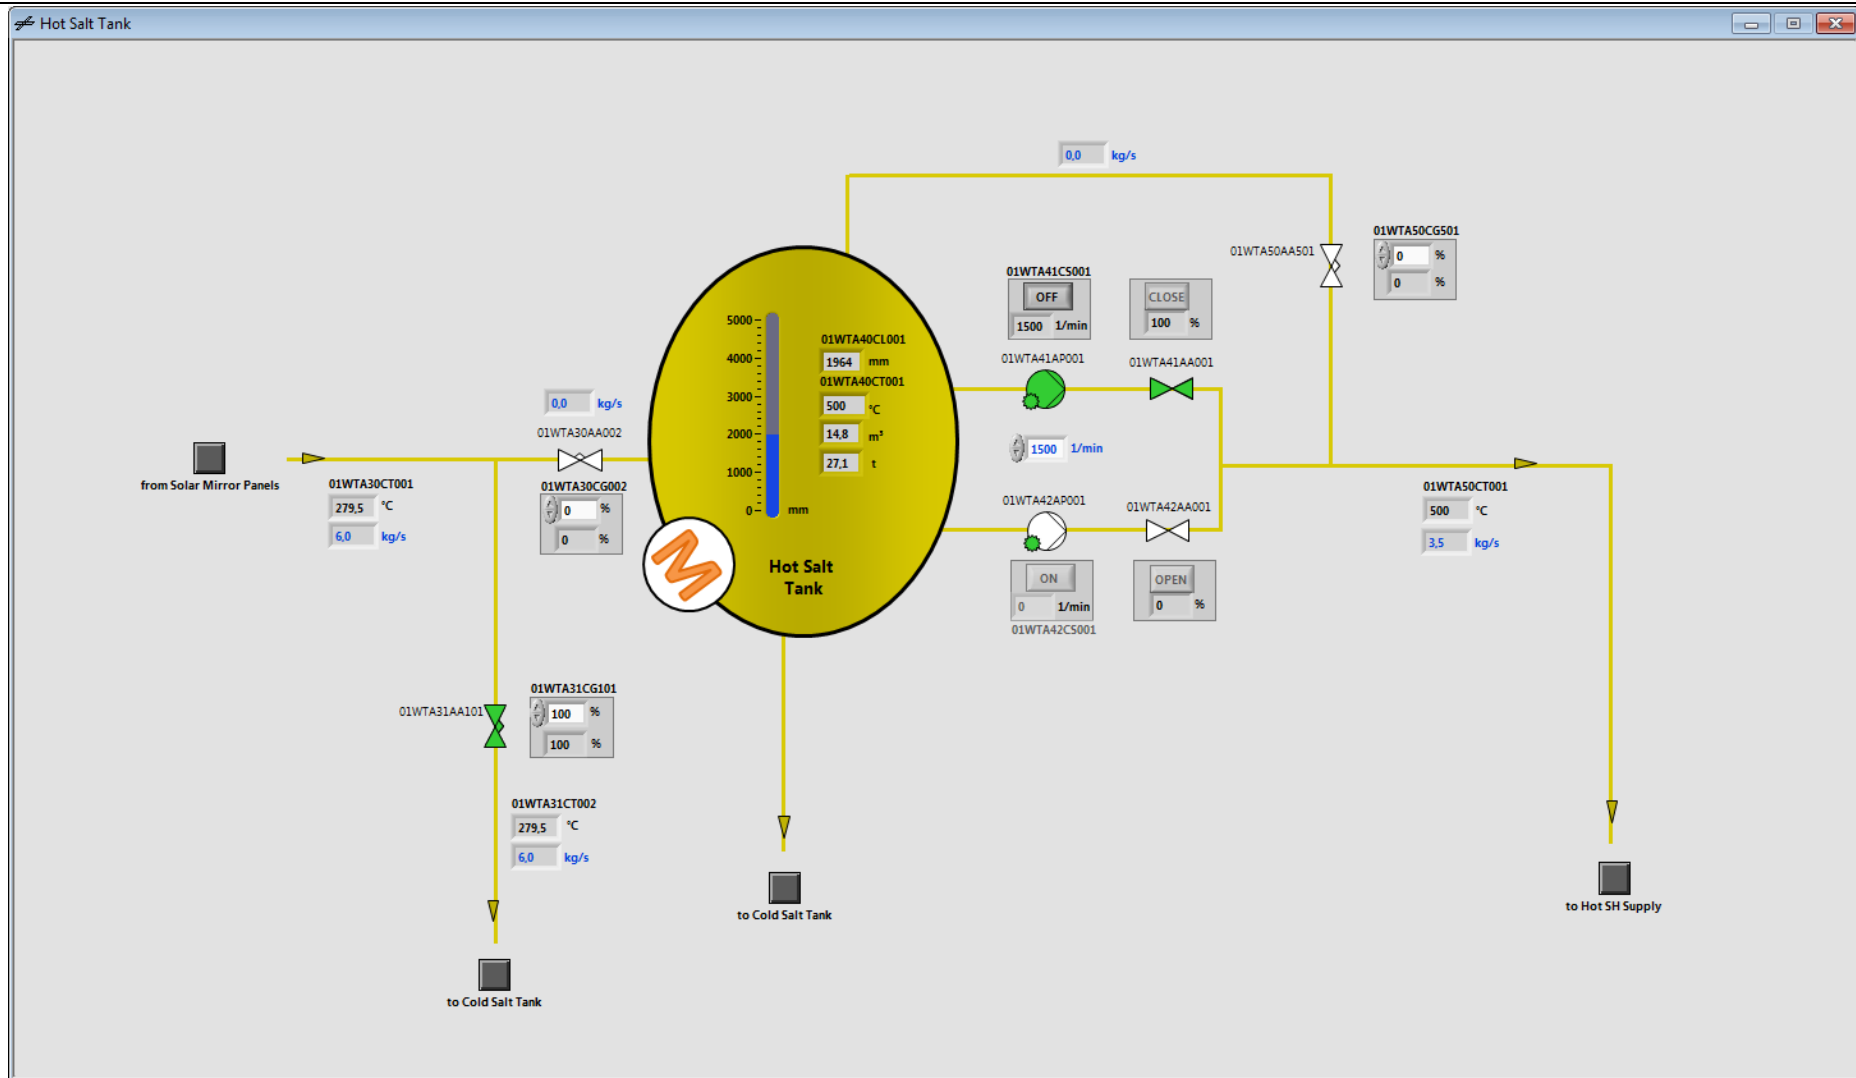 Hot Salt Tank
0,0 kg/s
01WTA50AA501
01WTA50CG501
0 %
0 %
01WTA41CS001
OFF
1500 1/min
CLOSE
100 %
01WTA41AP001
01WTA41AA001
5000
4000
3000
2000
1000
0
mm
01WTA40CL001
1964 mm
01WTA40CT001
500 °C
14,8 m³
27,1 t
Hot Salt
Tank
M
0,0 kg/s
01WTA30AA002
01WTA30CG002
0 %
0 %
from Solar Mirror Panels
01WTA30CT001
279,5 °C
6,0 kg/s
1500 1/min
01WTA42AP001
01WTA42AA001
ON
0 1/min
01WTA42CS001
OPEN
0 %
01WTA50CT001
500 °C
3,5 kg/s
01WTA31AA101
01WTA31CG101
100 %
100 %
01WTA31CT002
279,5 °C
6,0 kg/s
to Cold Salt Tank
to Cold Salt Tank
to Hot SH Supply